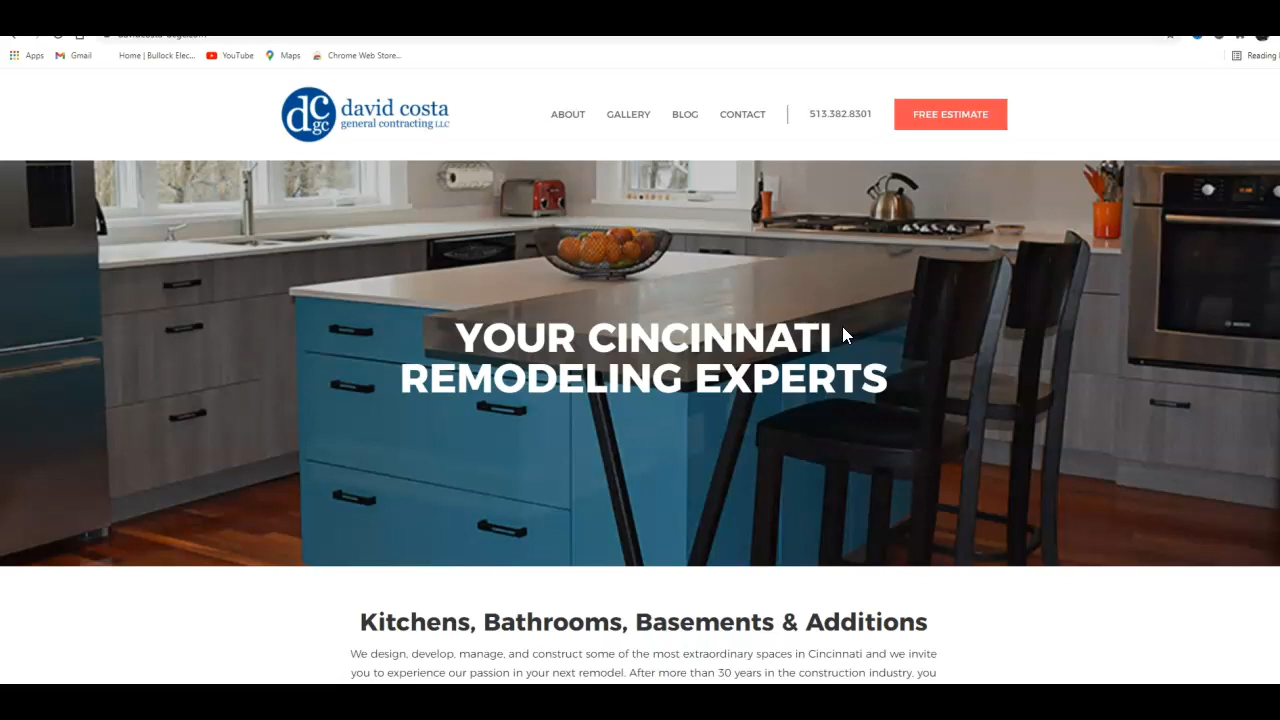 Apps Gmail Home | Bullock Elec... YouTube Maps Chrome Web Store... Reading
dcgc
david costa
general contracting LLC
ABOUT GALLERY BLOG CONTACT 513.382.8301 FREE ESTIMATE
BOSCH
YOUR CINCINNATI
REMODELING EXPERTS
Kitchens, Bathrooms, Basements & Additions
We design, develop, manage, and construct some of the most extraordinary spaces in Cincinnati and we invite
you to experience our passion in your next remodel. After more than 30 years in the construction industry, you